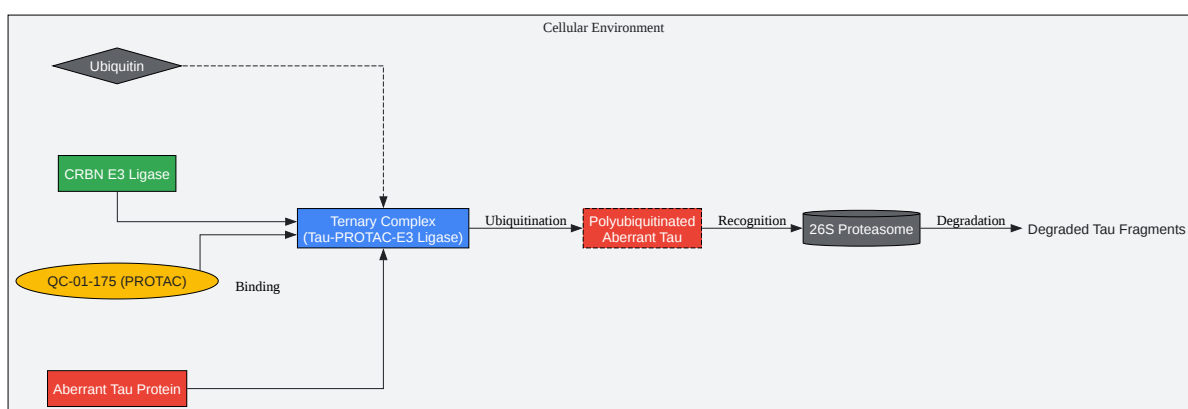 Cellular Environment
Ubiquitin
CRBN E3 Ligase
QC-01-175 (PROTAC)
Binding
Aberrant Tau Protein
Ternary Complex
(Tau-PROTAC-E3 Ligase)
Ubiquitination
Polyubiquitinated
Aberrant Tau
Recognition
26S Proteasome
Degradation
Degraded Tau Fragments